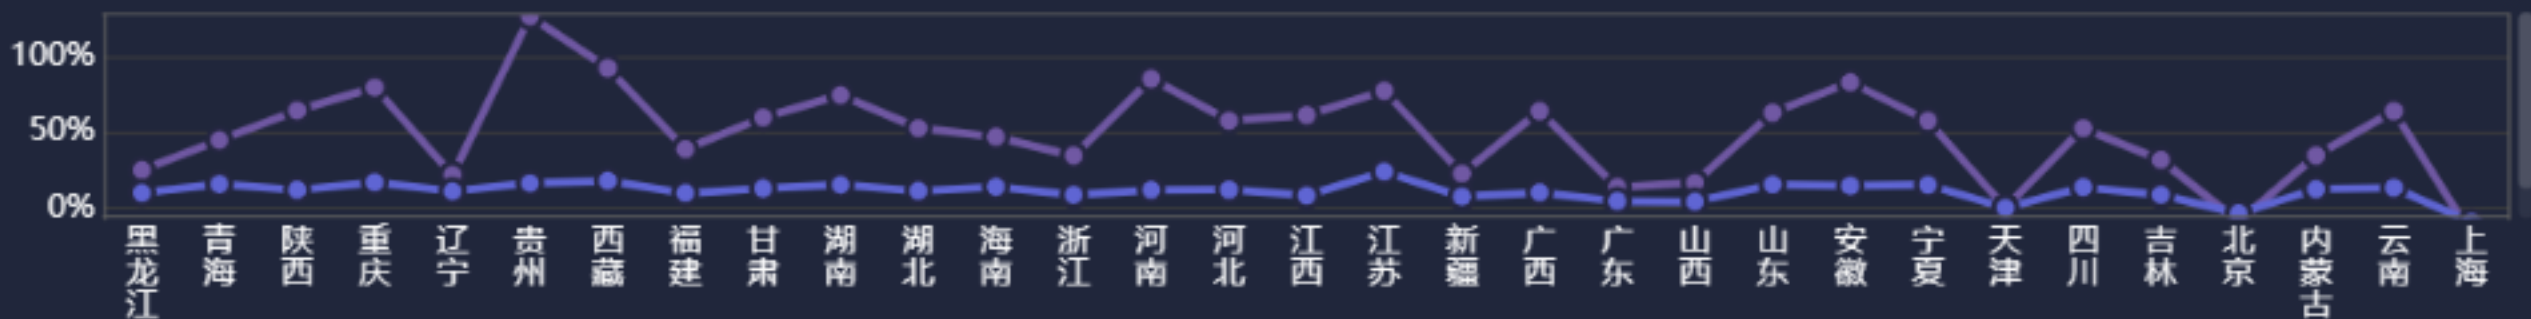 100%
50%
0%
黑龙江
青海
陕西
重庆
辽宁
贵州
西藏
福建
甘肃
湖南
湖北
海南
浙江
河南
河北
江西
江苏
新疆
广西
广东
山西
山东
安徽
宁夏
天津
四川
吉林
北京
内蒙古
云南
上海